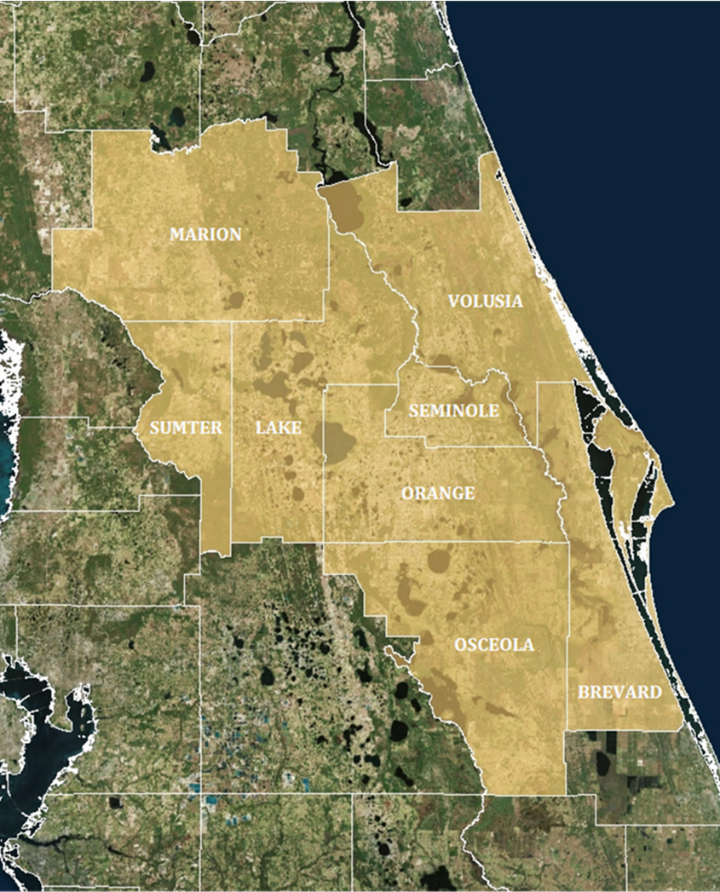 MARION
VOLUSIA
SEMINOLE
SUMTER
LAKE
ORANGE
OSCEOLA
BREVARD